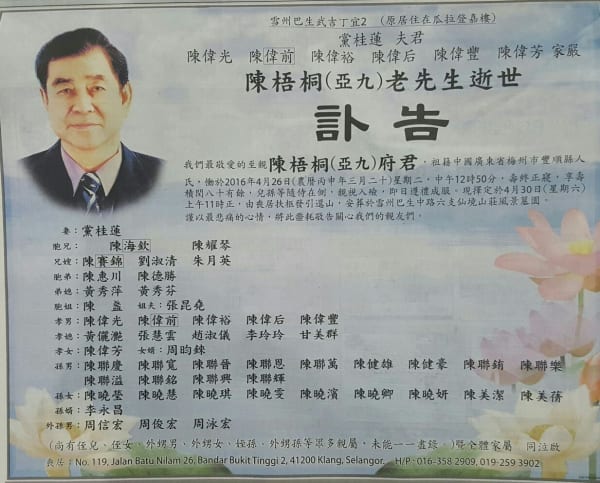 雪州巴生武吉丁宜2 (原居住在瓜拉登嘉樓)
黨桂蓮 夫君
陳偉光 陳偉前 陳偉裕 陳偉后 陳偉豐 陳偉芳 家嚴
陳梧桐(亞九)老先生逝世
訃告
我們最敬愛的至親陳梧桐(亞九)府君,祖籍中國廣東省梅州市豐順縣人
氏,慟於2016年4月26日(農曆丙申年三月二十)星期二,中午12時50分,壽終正寢,享壽
積閏八十有餘,兒孫等隨侍在側,親視入殮,即日遵禮成服。現擇定於4月30日(星期六)
上午11時正,由喪居扶柩發引還山,安葬於雪州巴生中路六支仙境山莊風景墓園。
謹以最悲痛的心情,將此噩耗敬告關心我們的親友們。
妻:黨桂蓮
胞兄: 陳海欽 陳耀琴
兄嫂:陳賽錦 劉淑清 朱月英
胞弟:陳惠川 陳德勝
弟媳:黃秀萍 黃秀芬
胞姐:陳 益 姐夫:張昆堯
孝男:陳偉光 陳偉前 陳偉裕 陳偉后 陳偉豐
孝媳:黃儷灔 張慧雲 趙淑儀 李玲玲 甘美群
孝女:陳偉芳 女婿:周昀錸
孫男:陳聯慶 陳聯寬 陳聯晉 陳聯恩 陳聯萬 陳健雄 陳健豪 陳聯銪 陳聯樂
陳聯溢 陳聯銘 陳聯興 陳聯輝
孫女:陳曉瑩 陳曉慧 陳曉琪 陳曉雯 陳曉濱 陳曉卿 陳曉妍 陳美潔 陳美蒨
孫婿:李永昌
外孫男:周信宏 周俊宏 周泳宏
(尚有侄兒、侄女、外甥男、外甥女、姪孫、外甥孫等眾多親屬,未能一一盡錄。)暨全體家屬 同泣啟
喪居:No. 119, Jalan Batu Nilam 26, Bandar Bukit Tinggi 2, 41200 Klang, Selangor. H/P : 016-358 2909, 019-259 3902